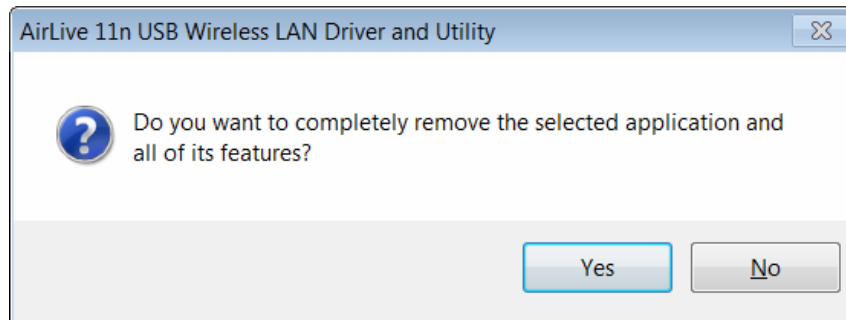 AirLive 11n USB Wireless LAN Driver and Utility
Do you want to completely remove the selected application and
all of its features?
Yes
No